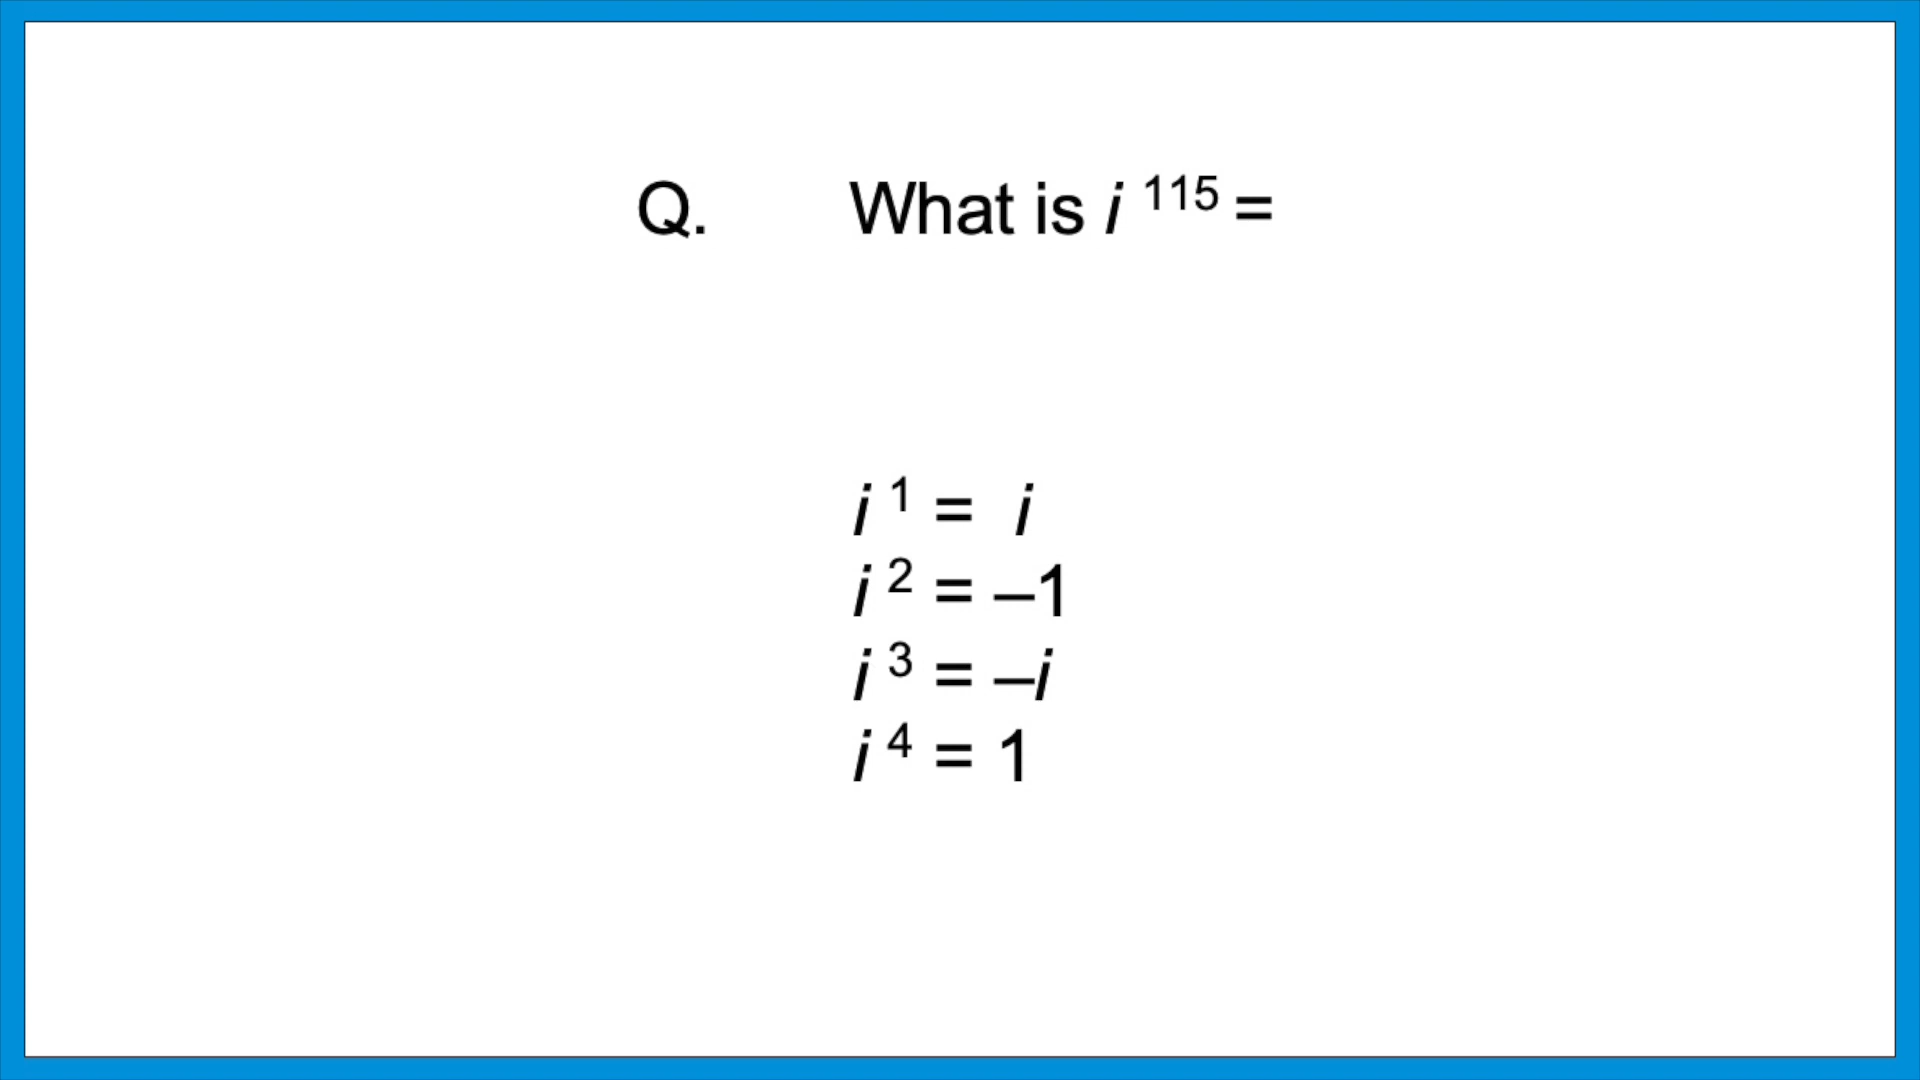 Q. What is i ¹¹⁵ =
i ¹ = i
i ² = –1
i ³ = –i
i ⁴ = 1